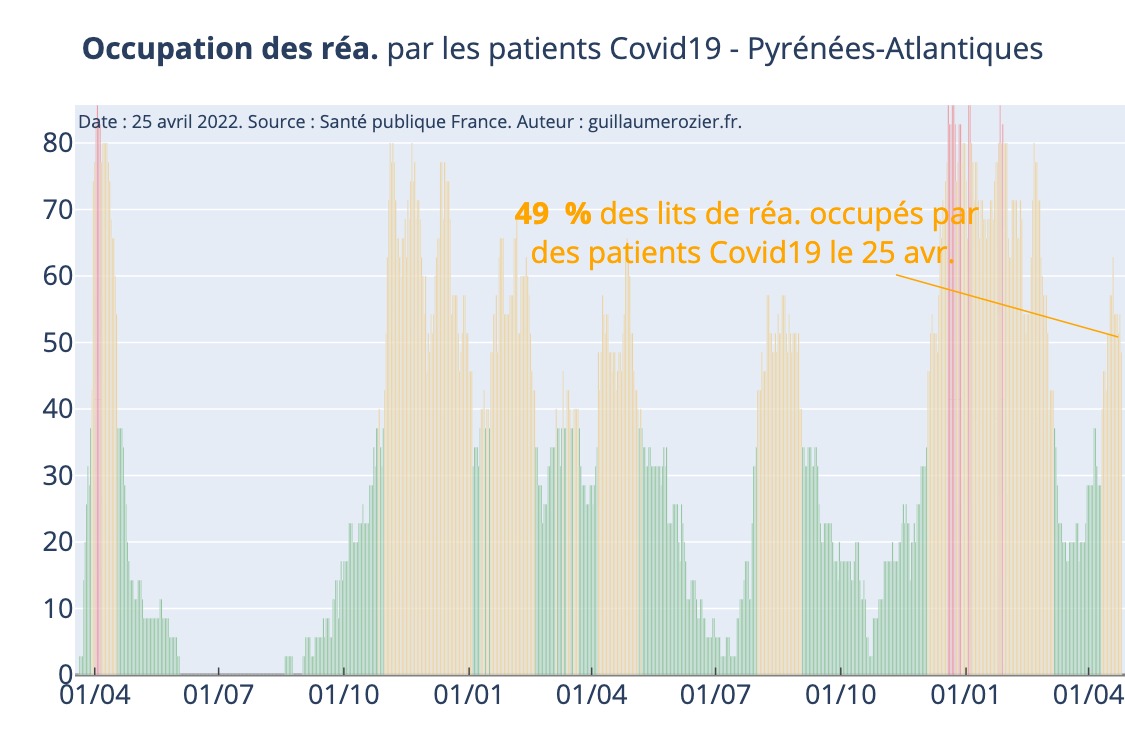 Occupation des réa. par les patients Covid19 - Pyrénées-Atlantiques
Date : 25 avril 2022. Source : Santé publique France. Auteur : guillaumerozier.fr.
80
70
49 % des lits de réa. occupés par
des patients Covid19 le 25 avr.
60
50
40
30
20
10
0
01/04 01/07 01/10 01/01 01/04 01/07 01/10 01/01 01/04